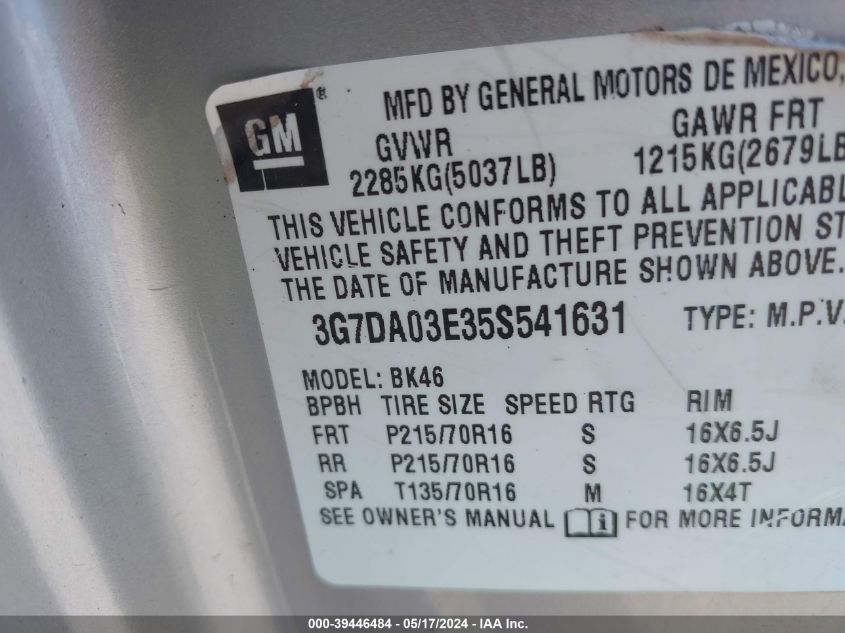 GM ®
MFD BY GENERAL MOTORS DE MEXICO,
GVWR GAWR FRT
2285KG(5037LB) 1215KG(2679LB
THIS VEHICLE CONFORMS TO ALL APPLICABL
VEHICLE SAFETY AND THEFT PREVENTION ST
THE DATE OF MANUFACTURE SHOWN ABOVE.
3G7DA03E35S541631 TYPE: M.P.V.
MODEL: BK46
BPBH TIRE SIZE SPEED RTG RIM
FRT P215/70R16 S 16X6.5J
RR P215/70R16 S 16X6.5J
SPA T135/70R16 M 16X4T
SEE OWNER'S MANUAL i FOR MORE INFORMA
000-39446484 / 05/17/2024 - IAA Inc.